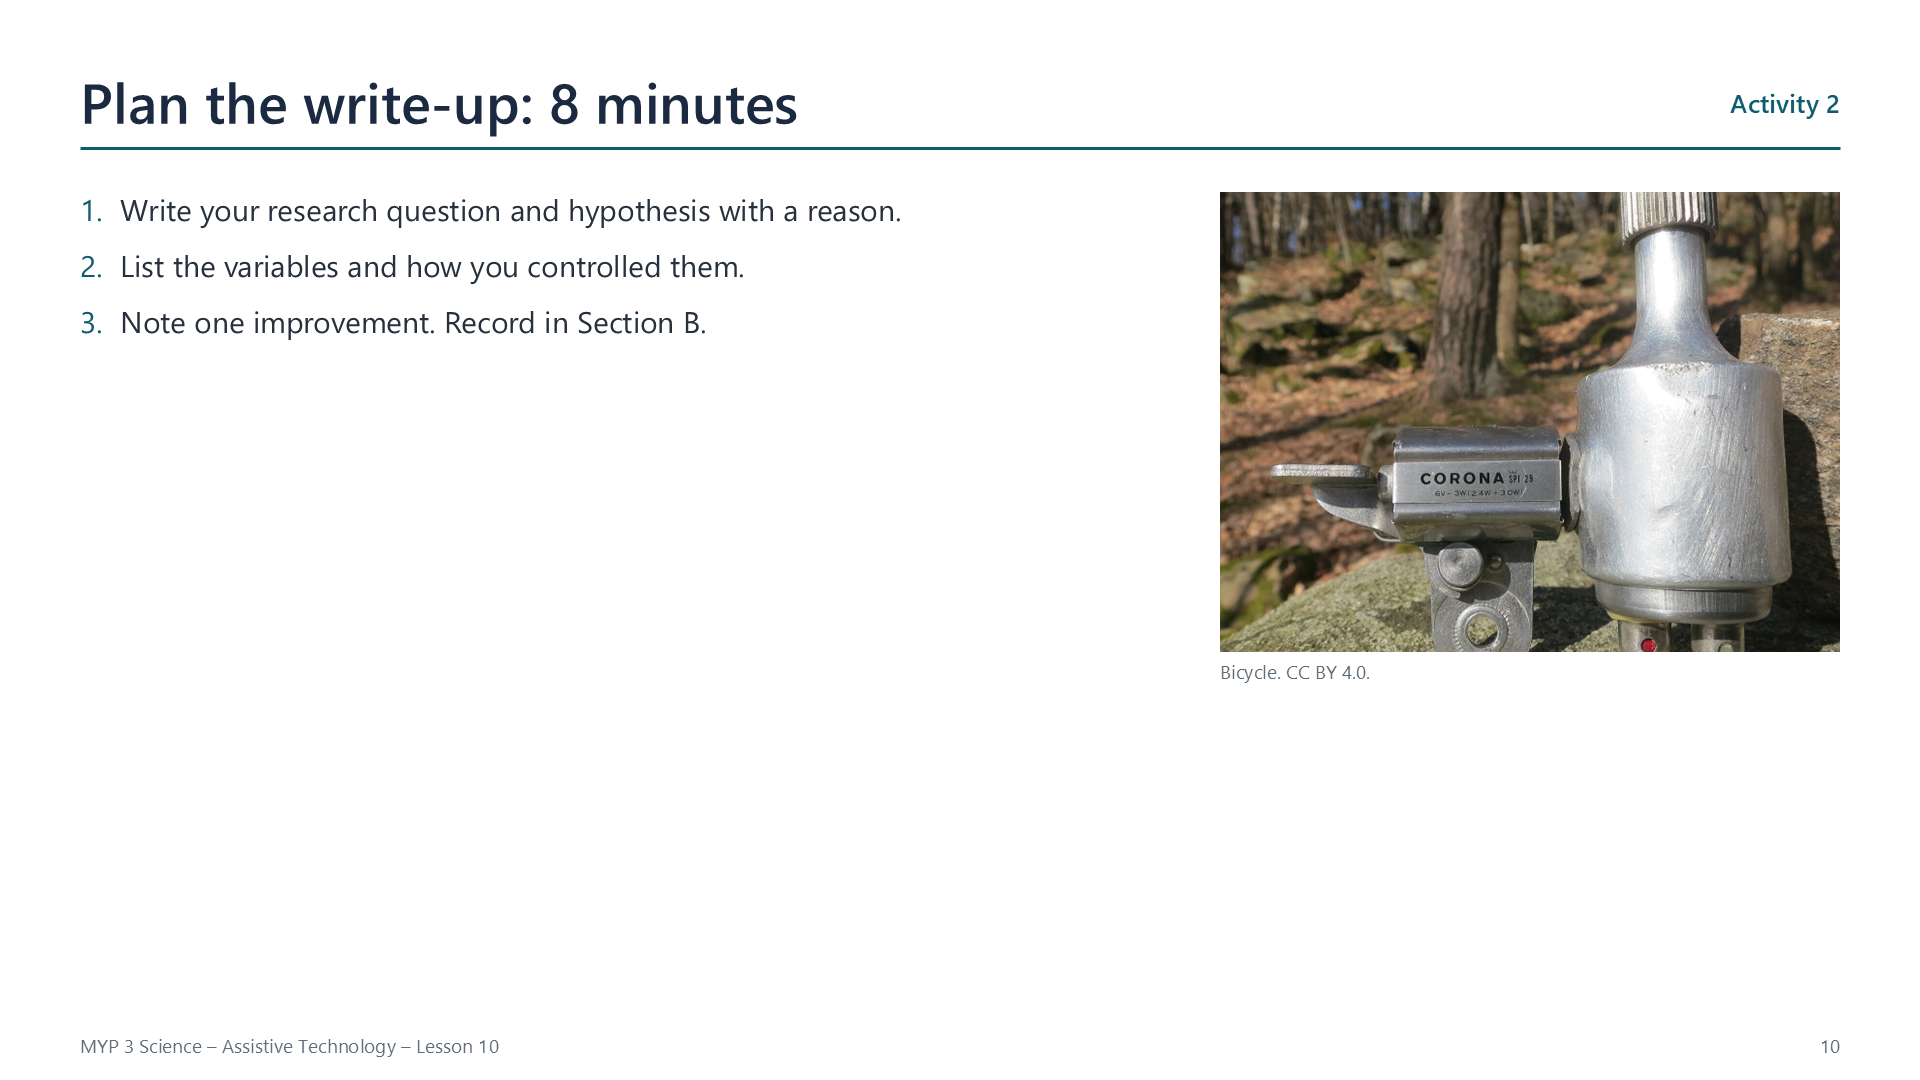 Plan the write-up: 8 minutes
Activity 2
1. Write your research question and hypothesis with a reason.
2. List the variables and how you controlled them.
3. Note one improvement. Record in Section B.
CORONA
Bicycle. CC BY 4.0.
MYP 3 Science – Assistive Technology – Lesson 10
10